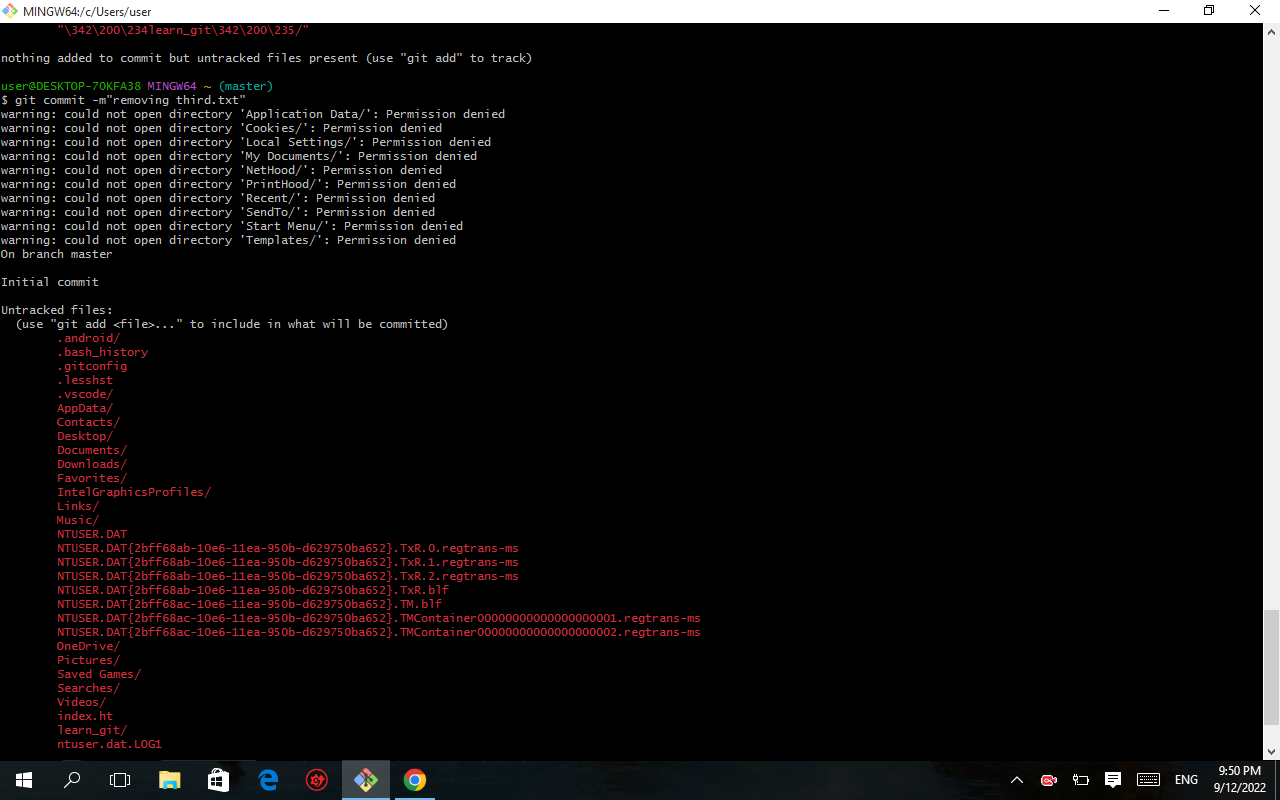 MINGW64:/c/Users/user
"\342\200\234learn_git\342\200\235/"
nothing added to commit but untracked files present (use "git add" to track)
user@DESKTOP-7OKFA38 MINGW64 ~ (master)
$ git commit -m"removing third.txt"
warning: could not open directory 'Application Data/': Permission denied
warning: could not open directory 'Cookies/': Permission denied
warning: could not open directory 'Local Settings/': Permission denied
warning: could not open directory 'My Documents/': Permission denied
warning: could not open directory 'NetHood/': Permission denied
warning: could not open directory 'PrintHood/': Permission denied
warning: could not open directory 'Recent/': Permission denied
warning: could not open directory 'SendTo/': Permission denied
warning: could not open directory 'Start Menu/': Permission denied
warning: could not open directory 'Templates/': Permission denied
On branch master
Initial commit
Untracked files:
(use "git add <file>..." to include in what will be committed)
.android/
.bash_history
.gitconfig
.lesshst
.vscode/
AppData/
Contacts/
Desktop/
Documents/
Downloads/
Favorites/
IntelGraphicsProfiles/
Links/
Music/
NTUSER.DAT
NTUSER.DAT{2bff68ab-10e6-11ea-950b-d629750ba652}.TxR.0.regtrans-ms
NTUSER.DAT{2bff68ab-10e6-11ea-950b-d629750ba652}.TxR.1.regtrans-ms
NTUSER.DAT{2bff68ab-10e6-11ea-950b-d629750ba652}.TxR.2.regtrans-ms
NTUSER.DAT{2bff68ab-10e6-11ea-950b-d629750ba652}.TxR.blf
NTUSER.DAT{2bff68ac-10e6-11ea-950b-d629750ba652}.TM.blf
NTUSER.DAT{2bff68ac-10e6-11ea-950b-d629750ba652}.TMContainer00000000000000000001.regtrans-ms
NTUSER.DAT{2bff68ac-10e6-11ea-950b-d629750ba652}.TMContainer00000000000000000002.regtrans-ms
OneDrive/
Pictures/
Saved Games/
Searches/
Videos/
index.ht
learn_git/
ntuser.dat.LOG1
ENG
9:50 PM
9/12/2022